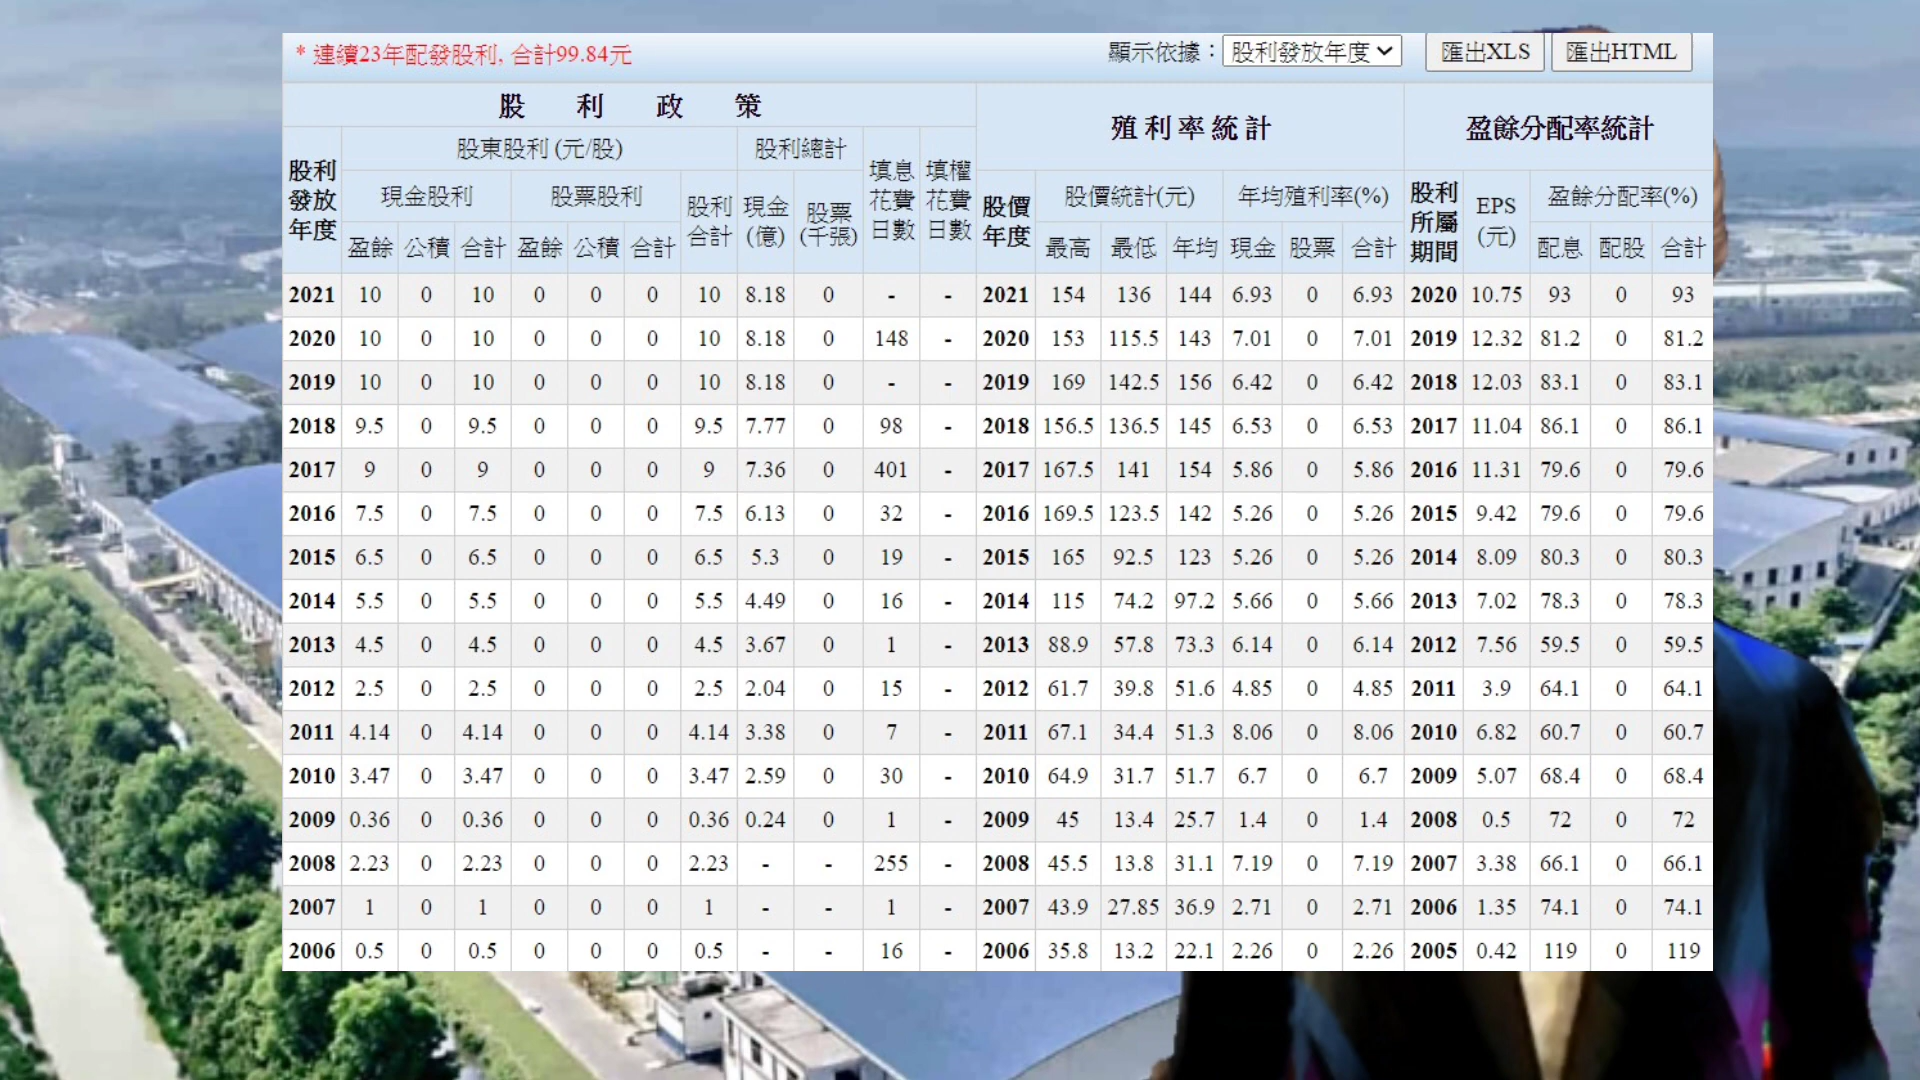 * 連續23年配發股利, 合計99.84元 顯示依據： 股利發放年度 匯出XLS 匯出HTML
股利政策 殖利率統計 盈餘分配率統計
股利發放年度 股東股利 (元/股) 股利總計 填息花費日數 填權花費日數 股價年度 股價統計(元) 年均殖利率(%) 股利所屬期間 EPS(元) 盈餘分配率(%)
現金股利 股票股利 股利合計 現金(億) 股票(千張)
盈餘 公積 合計 盈餘 公積 合計 最高 最低 年均 現金 股票 合計 配息 配股 合計
2021 10 0 10 0 0 0 10 8.18 0 - - 2021 154 136 144 6.93 0 6.93 2020 10.75 93 0 93
2020 10 0 10 0 0 0 10 8.18 0 148 - 2020 153 115.5 143 7.01 0 7.01 2019 12.32 81.2 0 81.2
2019 10 0 10 0 0 0 10 8.18 0 - - 2019 169 142.5 156 6.42 0 6.42 2018 12.03 83.1 0 83.1
2018 9.5 0 9.5 0 0 0 9.5 7.77 0 98 - 2018 156.5 136.5 145 6.53 0 6.53 2017 11.04 86.1 0 86.1
2017 9 0 9 0 0 0 9 7.36 0 401 - 2017 167.5 141 154 5.86 0 5.86 2016 11.31 79.6 0 79.6
2016 7.5 0 7.5 0 0 0 7.5 6.13 0 32 - 2016 169.5 123.5 142 5.26 0 5.26 2015 9.42 79.6 0 79.6
2015 6.5 0 6.5 0 0 0 6.5 5.3 0 19 - 2015 165 92.5 123 5.26 0 5.26 2014 8.09 80.3 0 80.3
2014 5.5 0 5.5 0 0 0 5.5 4.49 0 16 - 2014 115 74.2 97.2 5.66 0 5.66 2013 7.02 78.3 0 78.3
2013 4.5 0 4.5 0 0 0 4.5 3.67 0 1 - 2013 88.9 57.8 73.3 6.14 0 6.14 2012 7.56 59.5 0 59.5
2012 2.5 0 2.5 0 0 0 2.5 2.04 0 15 - 2012 61.7 39.8 51.6 4.85 0 4.85 2011 3.9 64.1 0 64.1
2011 4.14 0 4.14 0 0 0 4.14 3.38 0 7 - 2011 67.1 34.4 51.3 8.06 0 8.06 2010 6.82 60.7 0 60.7
2010 3.47 0 3.47 0 0 0 3.47 2.59 0 30 - 2010 64.9 31.7 51.7 6.7 0 6.7 2009 5.07 68.4 0 68.4
2009 0.36 0 0.36 0 0 0 0.36 0.24 0 1 - 2009 45 13.4 25.7 1.4 0 1.4 2008 0.5 72 0 72
2008 2.23 0 2.23 0 0 0 2.23 - - 255 - 2008 45.5 13.8 31.1 7.19 0 7.19 2007 3.38 66.1 0 66.1
2007 1 0 1 0 0 0 1 - - 1 - 2007 43.9 27.85 36.9 2.71 0 2.71 2006 1.35 74.1 0 74.1
2006 0.5 0 0.5 0 0 0 0.5 - - 16 - 2006 35.8 13.2 22.1 2.26 0 2.26 2005 0.42 119 0 119